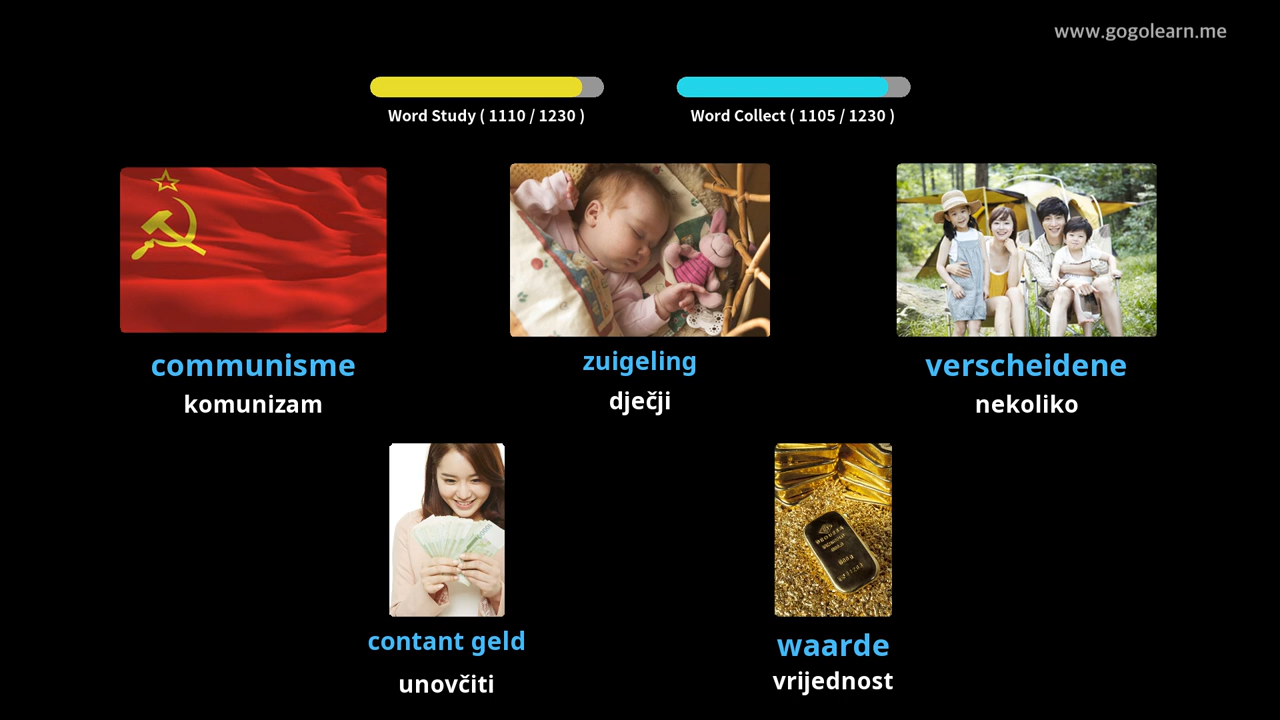 www.gogolearn.me
Word Study ( 1110 / 1230 )
Word Collect ( 1105 / 1230 )
communisme
komunizam
zuigeling
dječji
verscheidene
nekoliko
contant geld
unovčiti
waarde
vrijednost